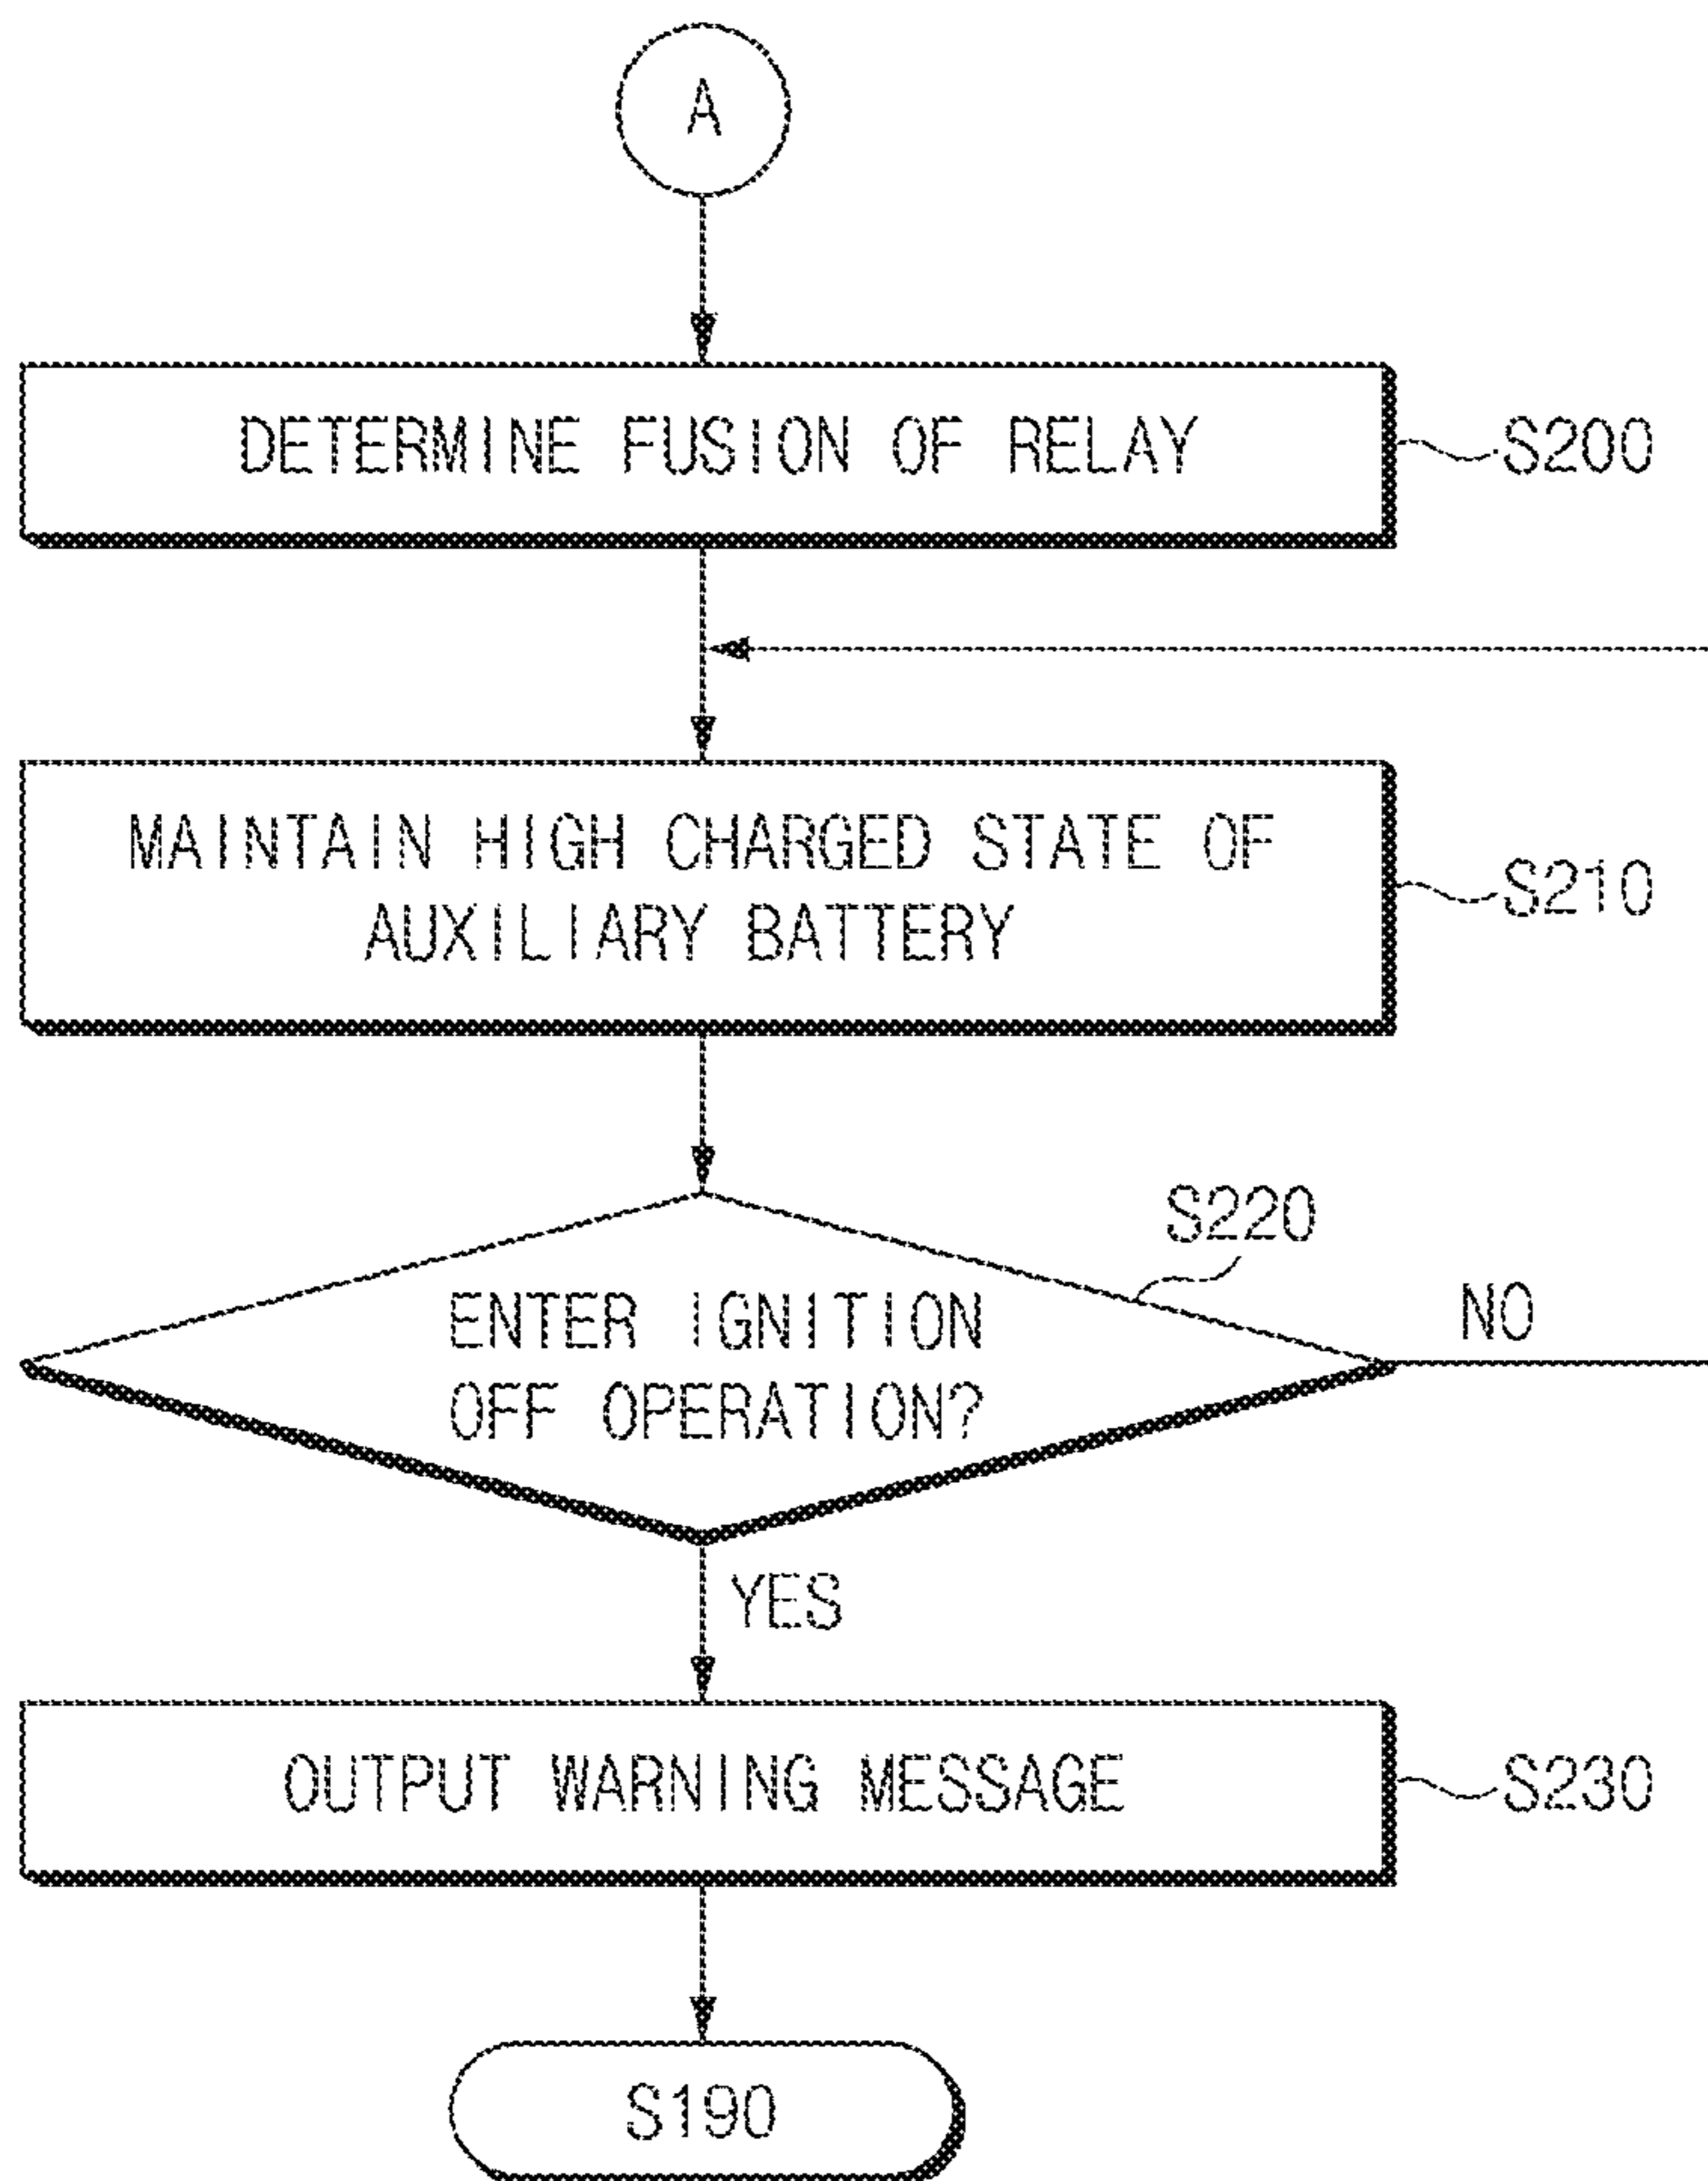 A
DETERMINE FUSION OF RELAY
S200
MAINTAIN HIGH CHARGED STATE OF
AUXILIARY BATTERY
S210
S220
ENTER IGNITION
OFF OPERATION?
NO
YES
OUTPUT WARNING MESSAGE
S230
S190